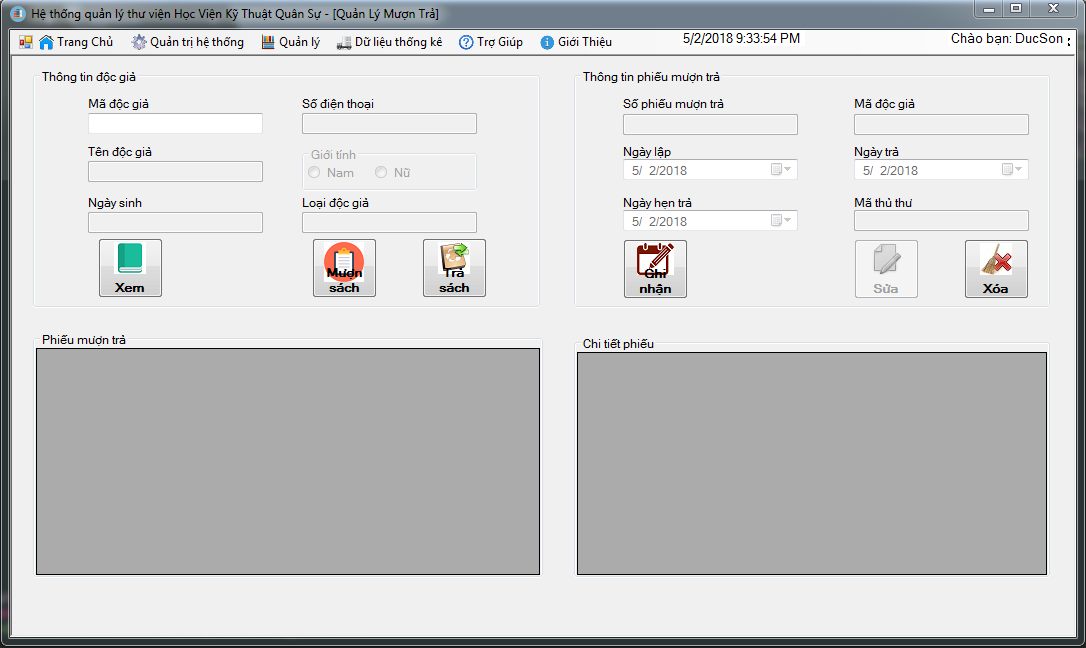 Hệ thống quản lý thư viện Học Viện Kỹ Thuật Quân Sự - [Quản Lý Mượn Trả]
Trang Chủ Quản trị hệ thống Quản lý Dữ liệu thống kê Trợ Giúp Giới Thiệu 5/2/2018 9:33:54 PM Chào bạn: DucSon ;
Thông tin độc giả
Mã độc giả Số điện thoại
Tên độc giả
Giới tính
Nam Nữ
Ngày sinh Loại độc giả
Xem
Mượn sách
Trả sách
Thông tin phiếu mượn trả
Số phiếu mượn trả Mã độc giả
Ngày lập Ngày trả
5/ 2/2018 5/ 2/2018
Ngày hẹn trả Mã thủ thư
5/ 2/2018
Ghi nhận
Sửa
Xóa
Phiếu mượn trả
Chi tiết phiếu